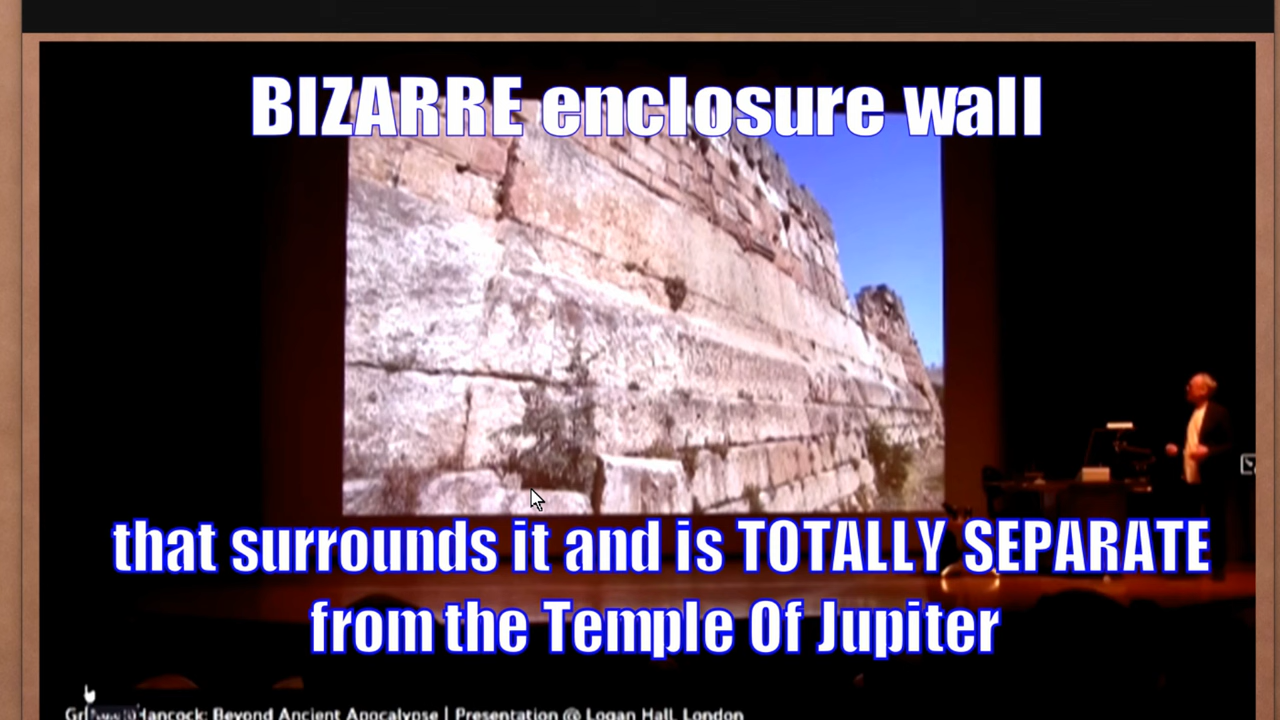 BIZARRE enclosure wall
that surrounds it and is TOTALLY SEPARATE
from the Temple Of Jupiter
Hancock: Beyond Ancient Apocalypse | Presentation @ Logan Hall, London